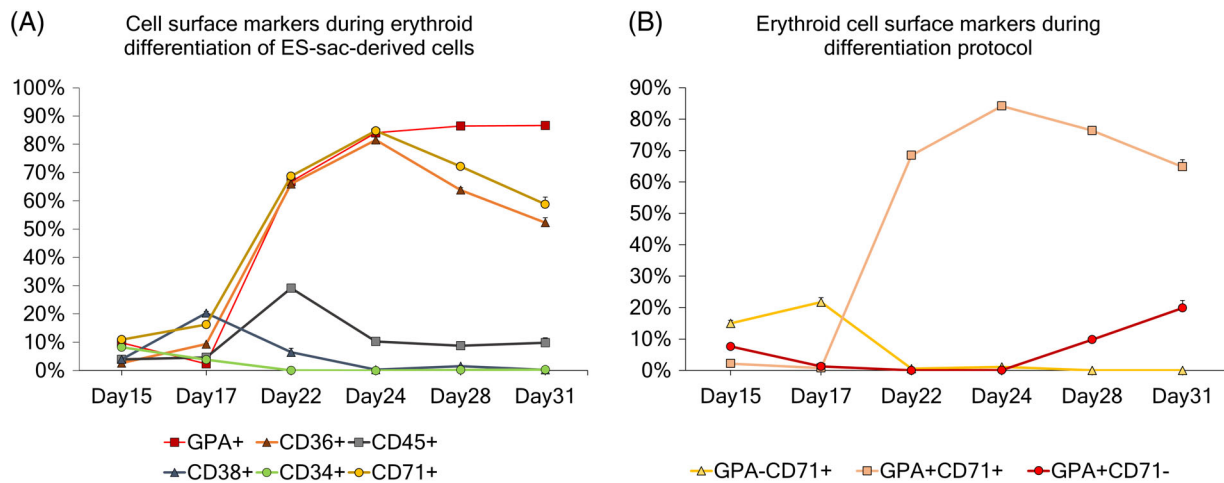 (A)
Cell surface markers during erythroid
differentiation of ES-sac-derived cells
100%
90%
80%
70%
60%
50%
40%
30%
20%
10%
0%
Day15 Day17 Day22 Day24 Day28 Day31
GPA+ CD36+ CD45+
CD38+ CD34+ CD71+
(B)
Erythroid cell surface markers during
differentiation protocol
90%
80%
70%
60%
50%
40%
30%
20%
10%
0%
Day15 Day17 Day22 Day24 Day28 Day31
GPA-CD71+ GPA+CD71+ GPA+CD71-